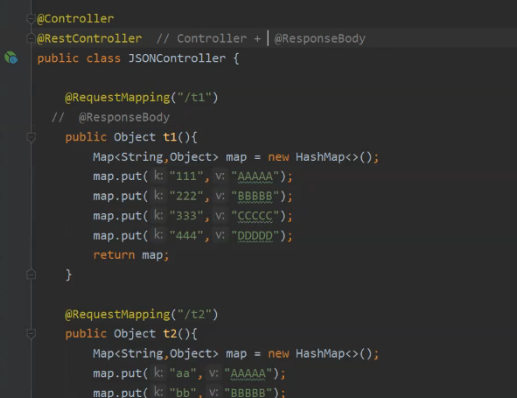 @Controller
@RestController // Controller + @ResponseBody
public class JSONController {
@RequestMapping("/t1")
// @ResponseBody
public Object t1(){
Map<String,Object> map = new HashMap<>();
map.put( k: "111", v: "AAAAA");
map.put( k: "222", v: "BBBBB");
map.put( k: "333", v: "CCCCC");
map.put( k: "444", v: "DDDDD");
return map;
}
@RequestMapping("/t2")
public Object t2(){
Map<String,Object> map = new HashMap<>();
map.put( k: "aa", v: "AAAAA");
map.put( k: "bb", v: "BBBBB");